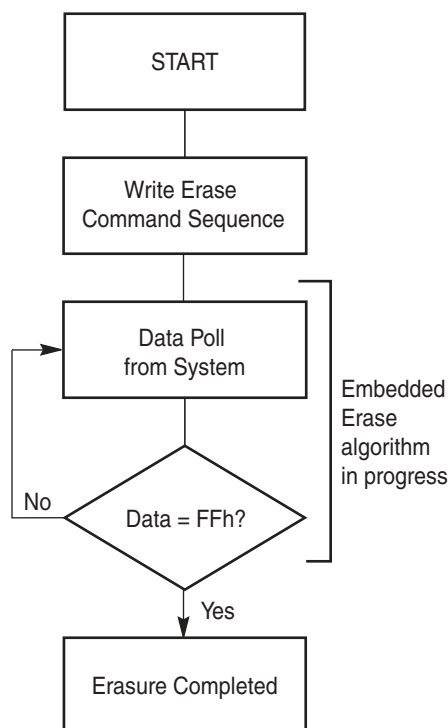 START
Write Erase
Command Sequence
Data Poll
from System
Embedded
Erase
algorithm
in progress
No
Data = FFh?
Yes
Erasure Completed